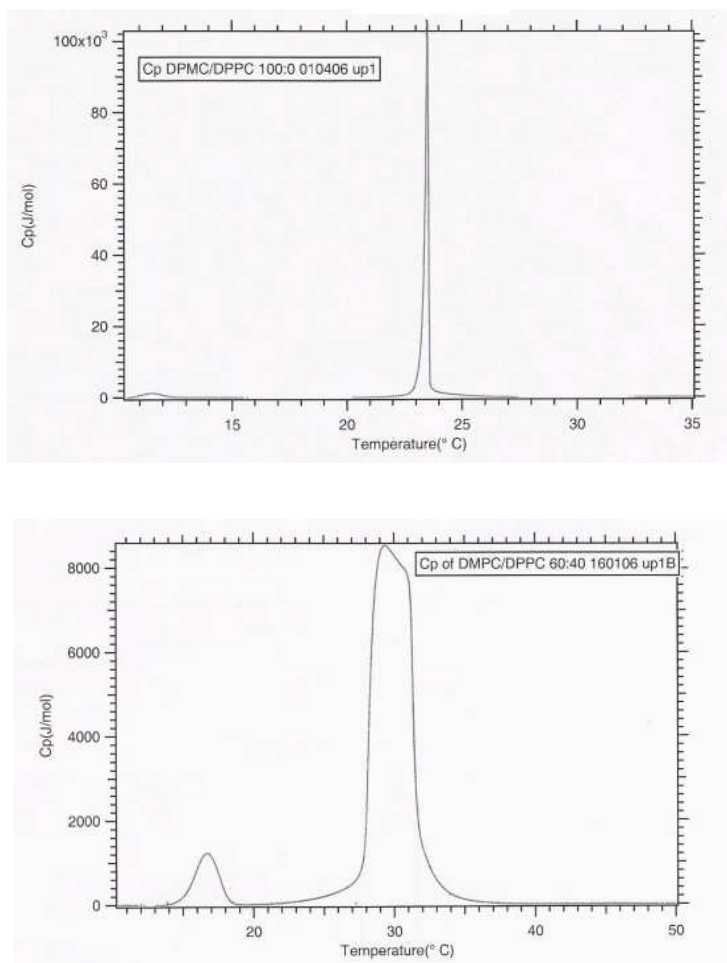 100x10³
Cp DPMC/DPPC 100:0 010406 up1
80
60
Cp(J/mol)
40
20
0
15 20 25 30 35
Temperature(° C)
8000
Cp of DMPC/DPPC 60:40 160106 up1B
6000
Cp(J/mol)
4000
2000
0
20 30 40 50
Temperature(° C)